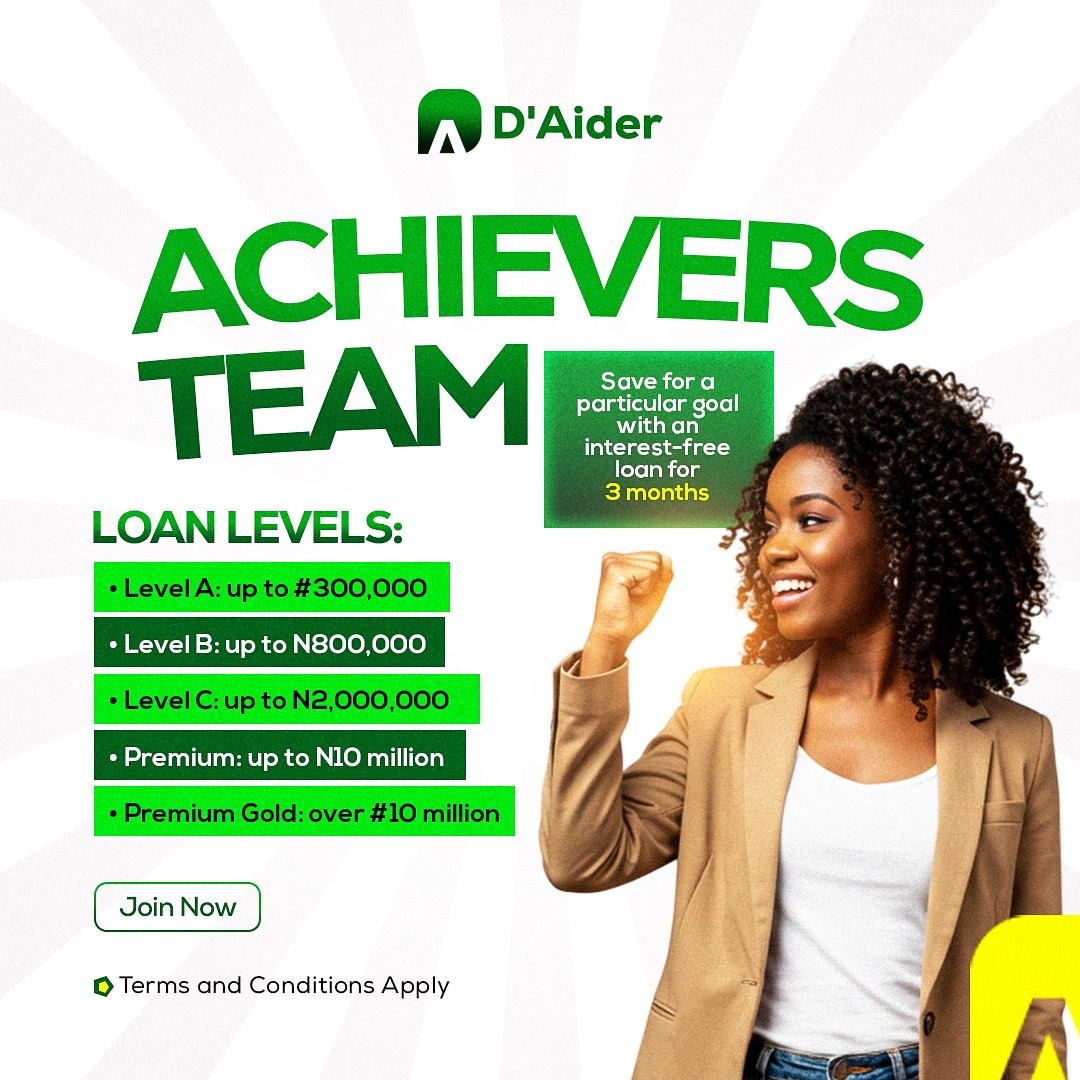 D'Aider
ACHIEVERS
TEAM
Save for a
particular goal
with an
interest-free
loan for
3 months
LOAN LEVELS:
• Level A: up to #300,000
• Level B: up to N800,000
• Level C: up to N2,000,000
• Premium: up to N10 million
• Premium Gold: over #10 million
Join Now
Terms and Conditions Apply